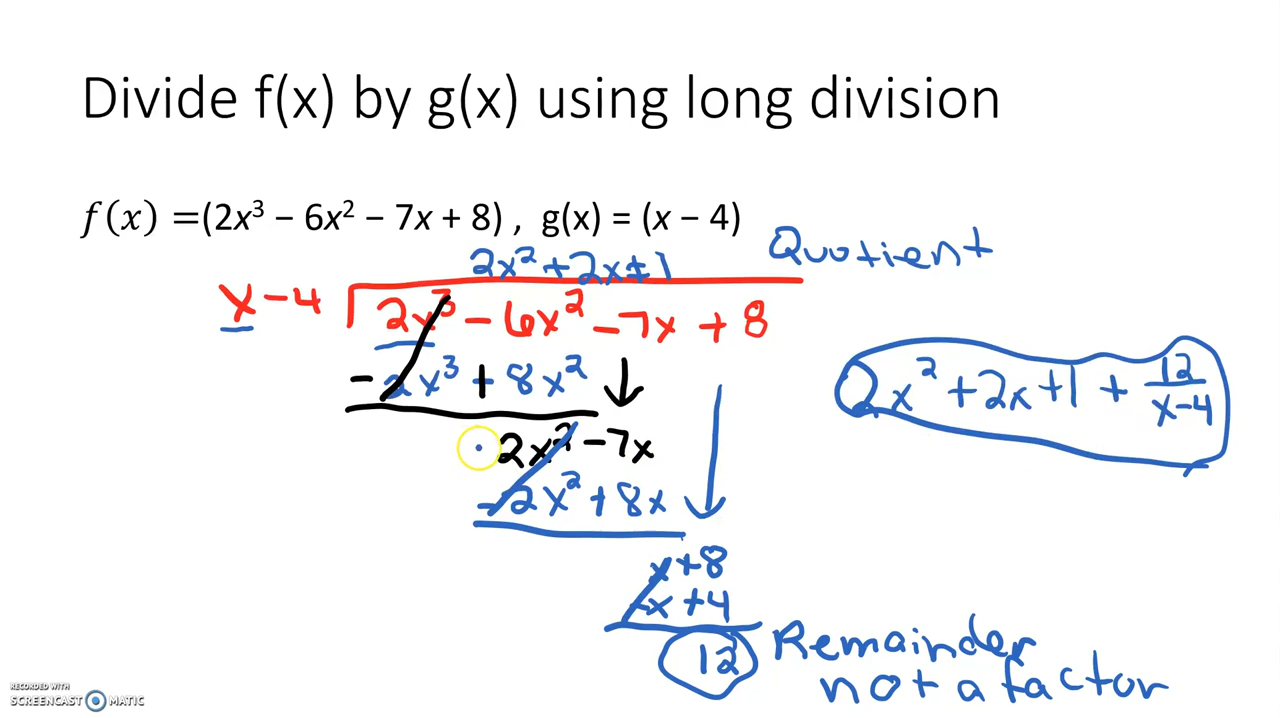 Divide f(x) by g(x) using long division
f(x) =(2x³ − 6x² − 7x + 8) , g(x) = (x − 4)
Quotient
2x² + 2x + 1
x − 4 2x³ − 6x² − 7x + 8
− 2x³ + 8x²
2x² − 7x
− 2x² + 8x
x + 8
− x + 4
12
2x² + 2x + 1 + 12/x−4
Remainder
not a factor
RECORDED WITH
SCREENCAST MATIC